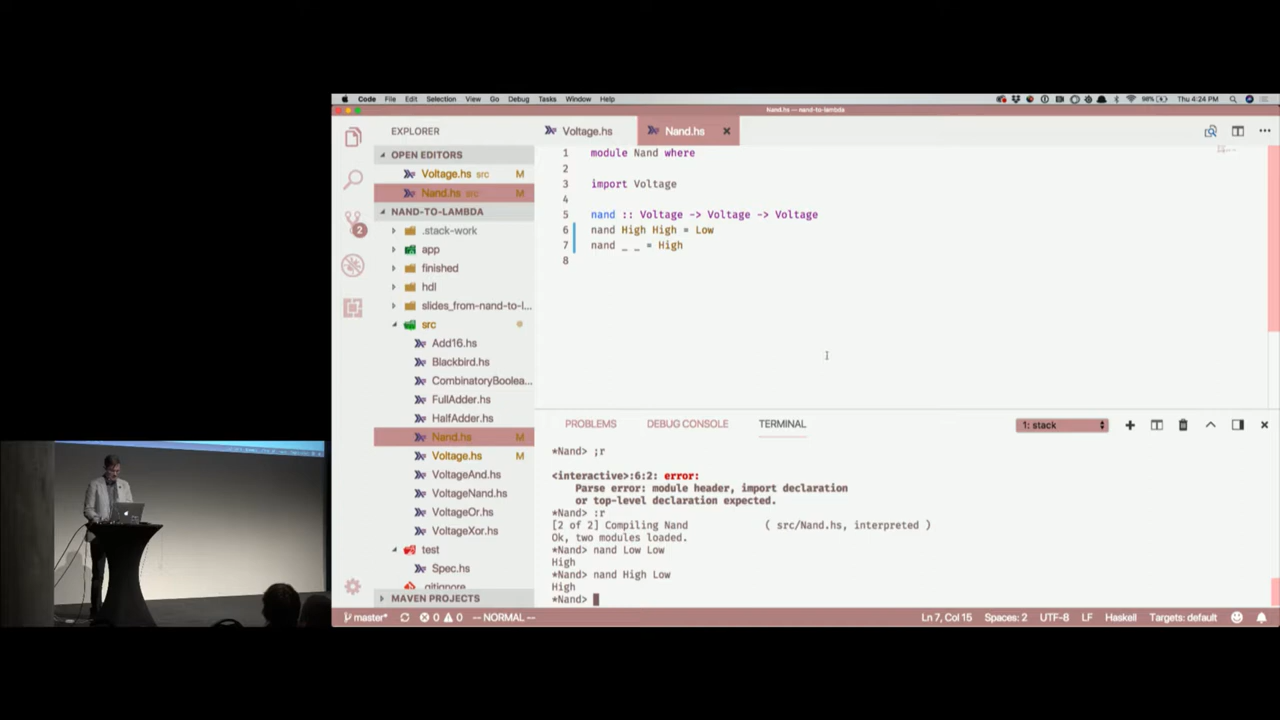 Code File Edit Selection View Go Debug Tasks Window Help
98% Thu 4:24 PM
Nand.hs — nand-to-lambda
EXPLORER
OPEN EDITORS
Voltage.hs src M
Nand.hs src M
NAND-TO-LAMBDA
.stack-work
app
finished
hdl
slides_from-nand-to-l...
src
Add16.hs
Blackbird.hs
CombinatoryBoolea...
FullAdder.hs
HalfAdder.hs
Nand.hs M
Voltage.hs M
VoltageAnd.hs
VoltageNand.hs
VoltageOr.hs
VoltageXor.hs
test
Spec.hs
.gitignore
MAVEN PROJECTS
2
Voltage.hs
Nand.hs
1 module Nand where
2
3 import Voltage
4
5 nand :: Voltage -> Voltage -> Voltage
6 nand High High = Low
7 nand _ _ = High
8
PROBLEMS DEBUG CONSOLE TERMINAL
1: stack
*Nand> ;r
<interactive>:6:2: error:
Parse error: module header, import declaration
or top-level declaration expected.
*Nand> :r
[2 of 2] Compiling Nand ( src/Nand.hs, interpreted )
Ok, two modules loaded.
*Nand> nand Low Low
High
*Nand> nand High Low
High
*Nand>
master* 0 0 -- NORMAL --
Ln 7, Col 15 Spaces: 2 UTF-8 LF Haskell Targets: default